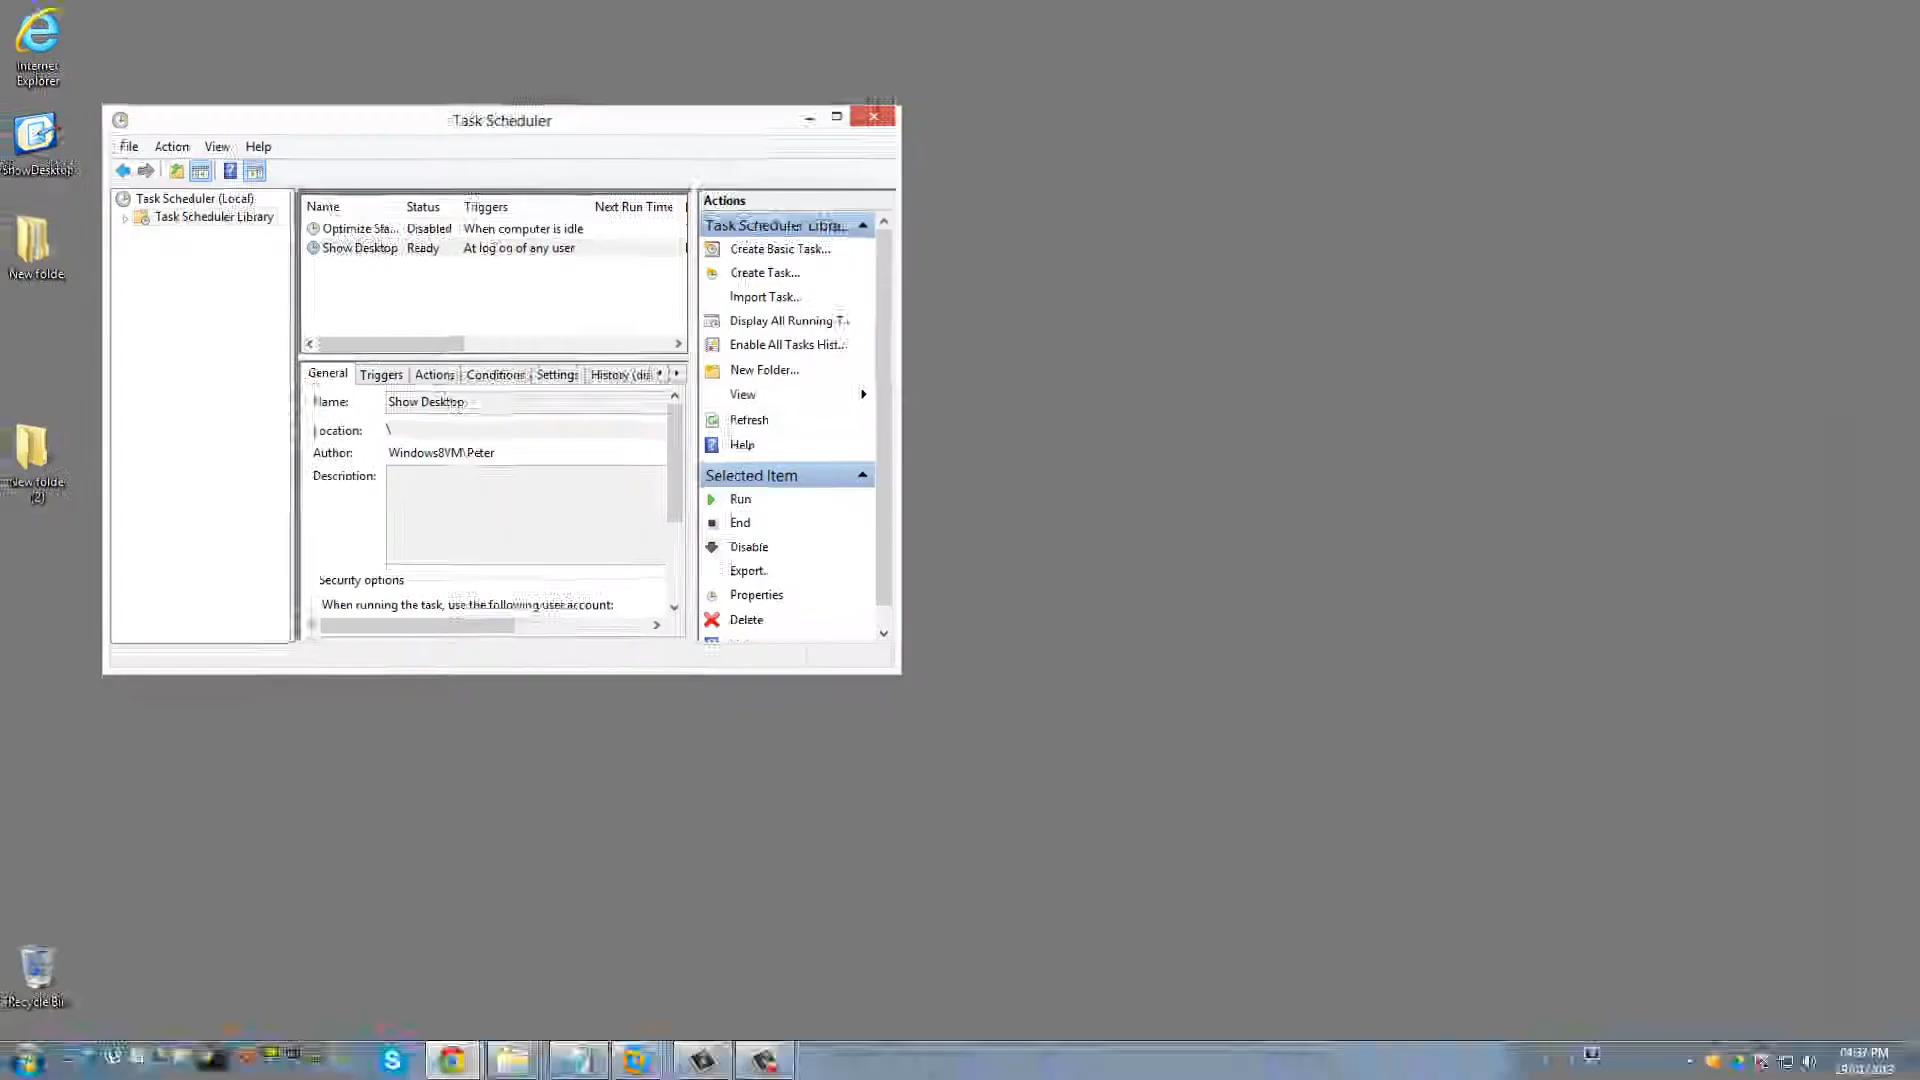 Internet
Explorer
ShowDesktop
New folde
New folde
(2)
Recycle Bi
Task Scheduler
File Action View Help
Task Scheduler (Local)
Task Scheduler Library
Name Status Triggers Next Run Time
Optimize Sta... Disabled When computer is idle
Show Desktop Ready At log on of any user
General Triggers Actions Conditions Settings History (dis
Name: Show Desktop
Location: \
Author: Windows8VM\Peter
Description:
Security options
When running the task, use the following user account:
Actions
Task Scheduler Libra...
Create Basic Task...
Create Task...
Import Task...
Display All Running T...
Enable All Tasks Hist...
New Folder...
View
Refresh
Help
Selected Item
Run
End
Disable
Export...
Properties
Delete
04:37 PM